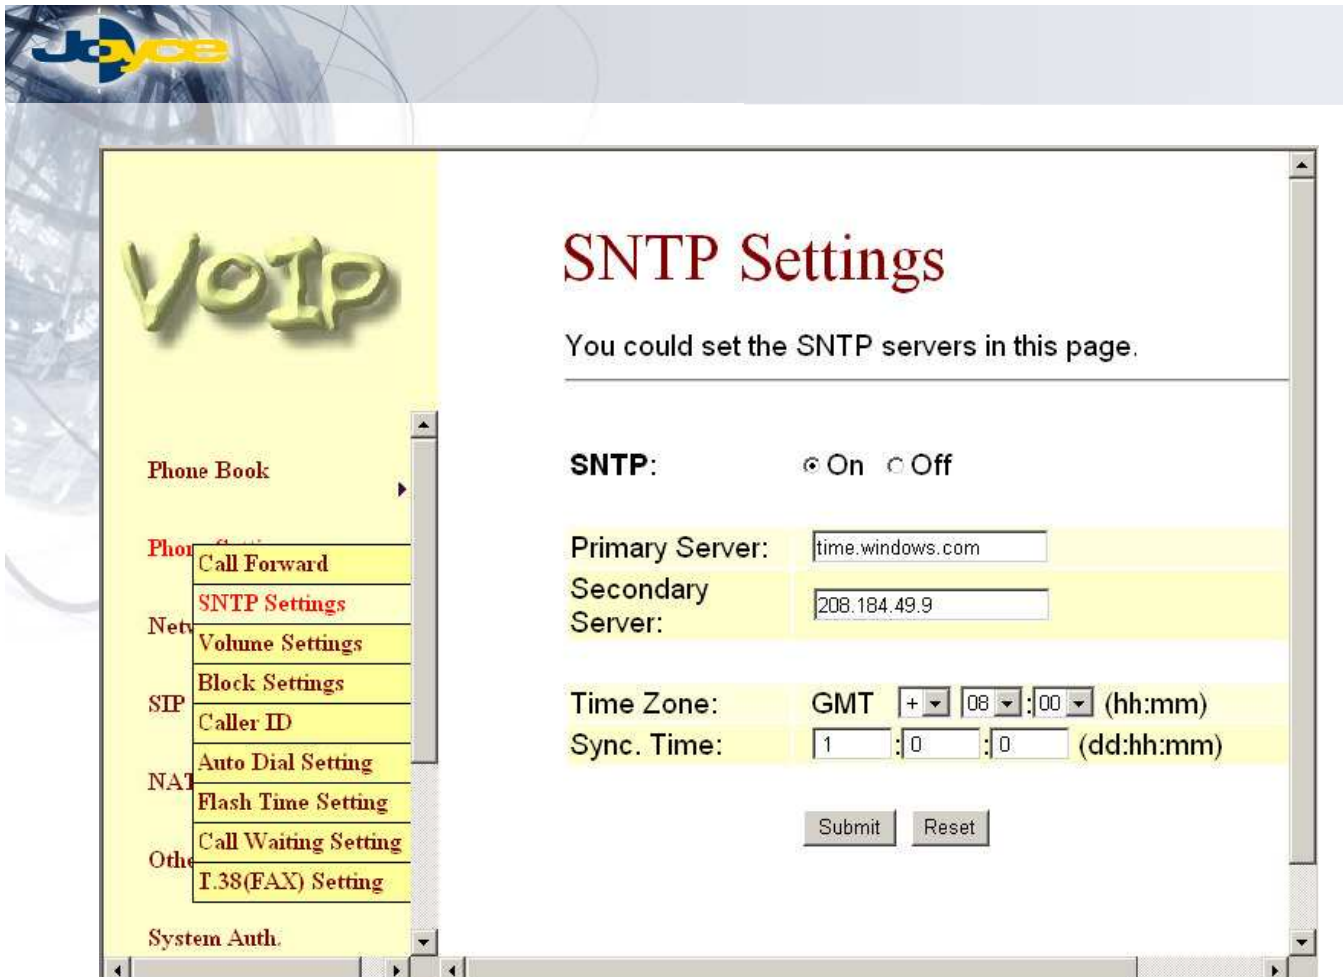 Joyce
VOIP
Phone Book
Call Forward
SNTP Settings
Volume Settings
Block Settings
SIP
Caller ID
Auto Dial Setting
Flash Time Setting
Call Waiting Setting
T.38(FAX) Setting
System Auth.
SNTP Settings
You could set the SNTP servers in this page.
SNTP: On Off
Primary Server: time.windows.com
Secondary Server: 208.184.49.9
Time Zone: GMT + 08 : 00 (hh:mm)
Sync. Time: 1 : 0 : 0 (dd:hh:mm)
Submit Reset